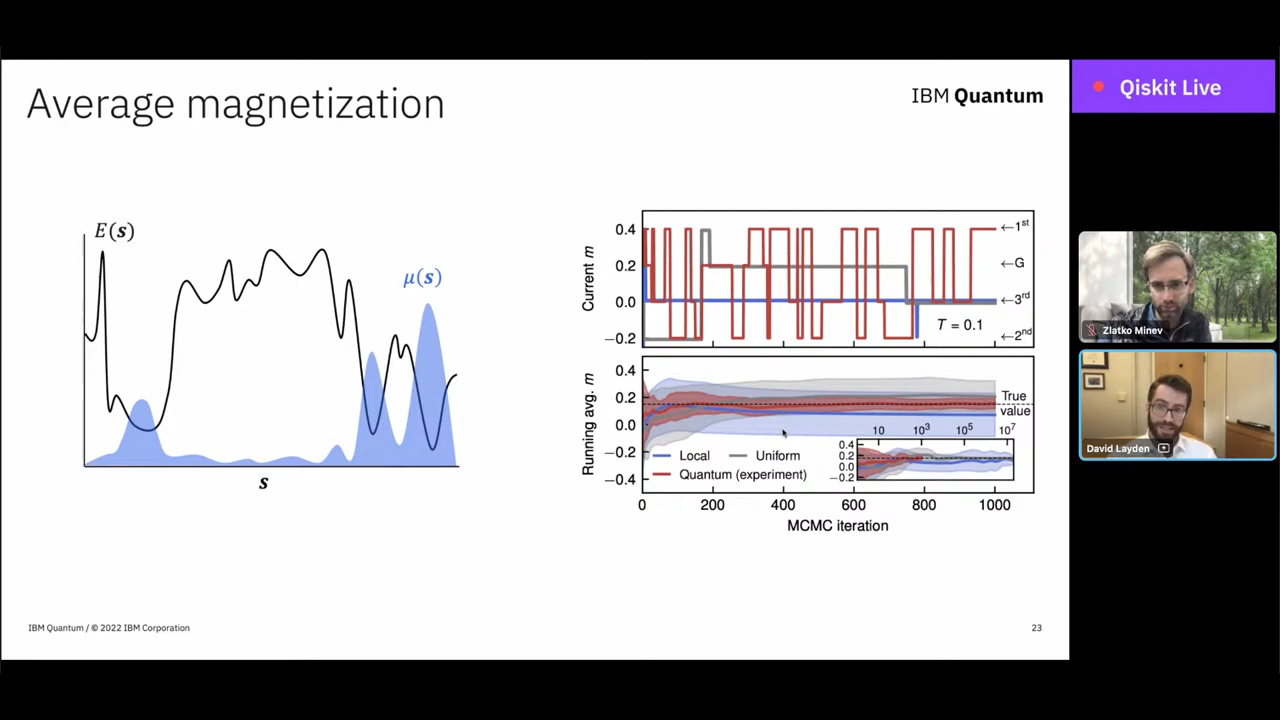 Average magnetization
IBM Quantum
Qiskit Live
E(s)
μ(s)
s
Current m
0.4
0.2
0.0
−0.2
←1st
←G
←3rd
←2nd
T = 0.1
Running avg. m
0.4
0.2
0.0
−0.2
−0.4
True
value
10 10³ 10⁵ 10⁷
0.4
0.2
0.0
−0.2
Local
Uniform
Quantum (experiment)
0 200 400 600 800 1000
MCMC iteration
Zlatko Minev
David Layden
IBM Quantum / © 2022 IBM Corporation
23